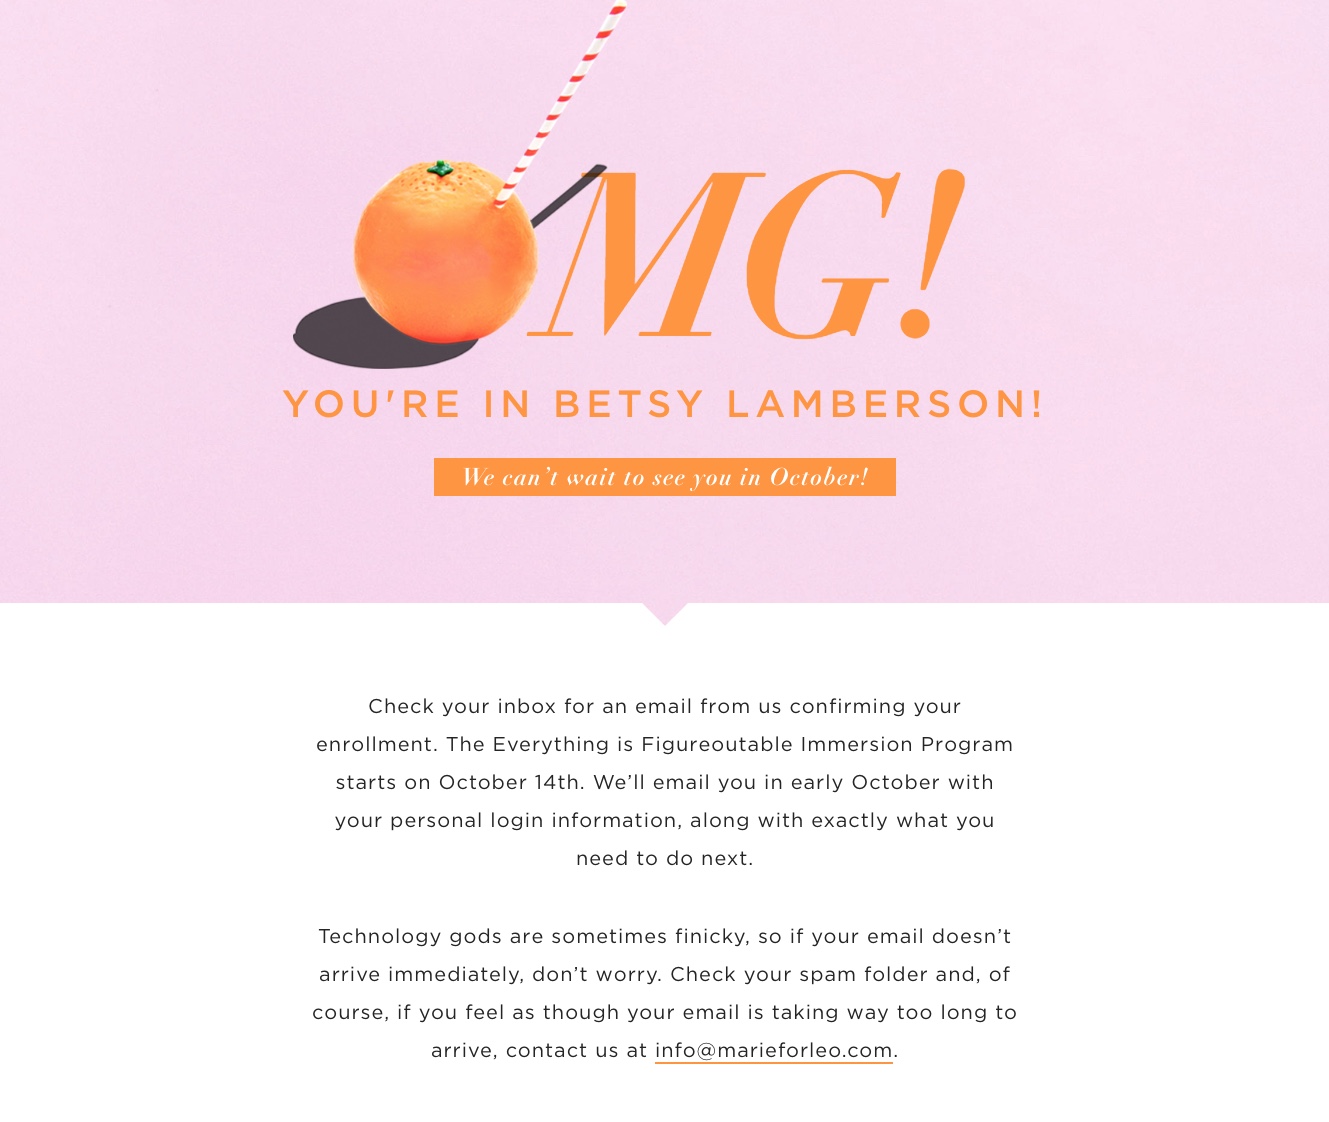 MG!
YOU'RE IN BETSY LAMBERSON!
We can’t wait to see you in October!
Check your inbox for an email from us confirming your
enrollment. The Everything is Figureoutable Immersion Program
starts on October 14th. We’ll email you in early October with
your personal login information, along with exactly what you
need to do next.
Technology gods are sometimes finicky, so if your email doesn’t
arrive immediately, don’t worry. Check your spam folder and, of
course, if you feel as though your email is taking way too long to
arrive, contact us at info@marieforleo.com.